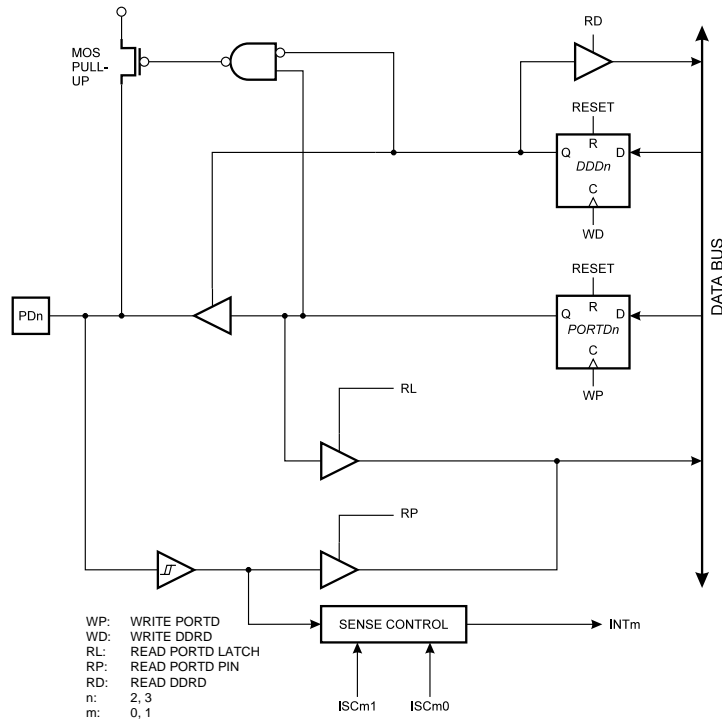 RD
MOS
PULL-
UP
RESET
R
Q
D
DDDn
C
WD
RESET
R
PDn
Q
D
PORTDn
C
WP
DATA BUS
RL
RP
SENSE CONTROL
INTm
ISCm1
ISCm0
WP: WRITE PORTD
WD: WRITE DDRD
RL: READ PORTD LATCH
RP: READ PORTD PIN
RD: READ DDRD
n: 2, 3
m: 0, 1